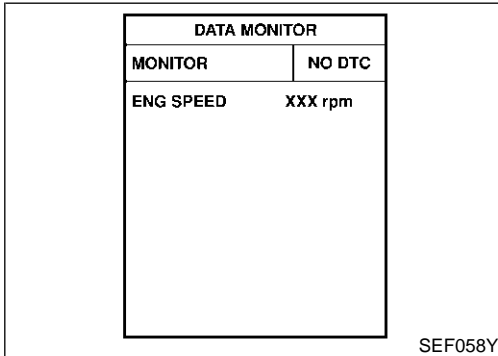 DATA MONITOR
MONITOR NO DTC
ENG SPEED XXX rpm
SEF058Y